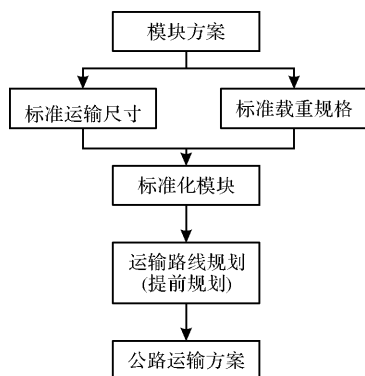 模块方案
标准运输尺寸
标准载重规格
标准化模块
运输路线规划
(提前规划)
公路运输方案